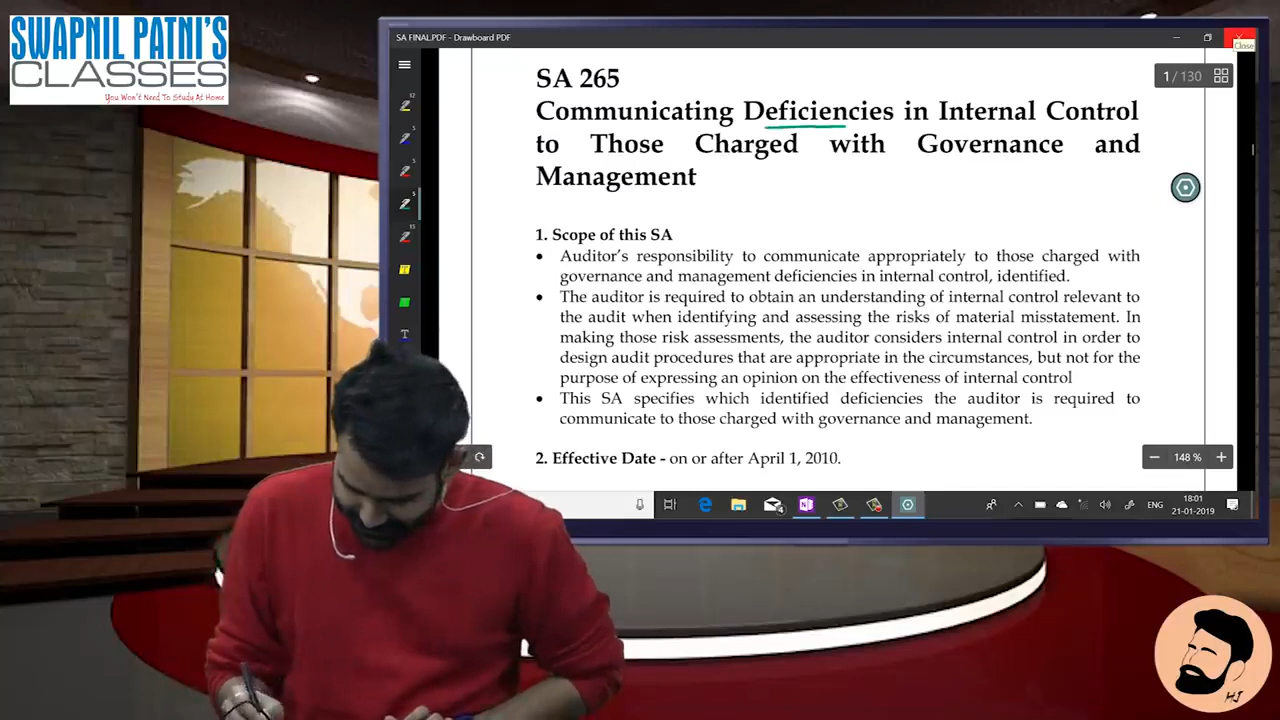 SWAPNIL PATNI'S
CLASSES
You Won't Need To Study At Home
SA FINAL.PDF - Drawboard PDF
Close
1 / 130
SA 265
Communicating Deficiencies in Internal Control
to Those Charged with Governance and
Management
1. Scope of this SA
• Auditor's responsibility to communicate appropriately to those charged with
governance and management deficiencies in internal control, identified.
• The auditor is required to obtain an understanding of internal control relevant to
the audit when identifying and assessing the risks of material misstatement. In
making those risk assessments, the auditor considers internal control in order to
design audit procedures that are appropriate in the circumstances, but not for the
purpose of expressing an opinion on the effectiveness of internal control
• This SA specifies which identified deficiencies the auditor is required to
communicate to those charged with governance and management.
2. Effective Date - on or after April 1, 2010.
148 %
ENG
18:01
21-01-2019
HJ